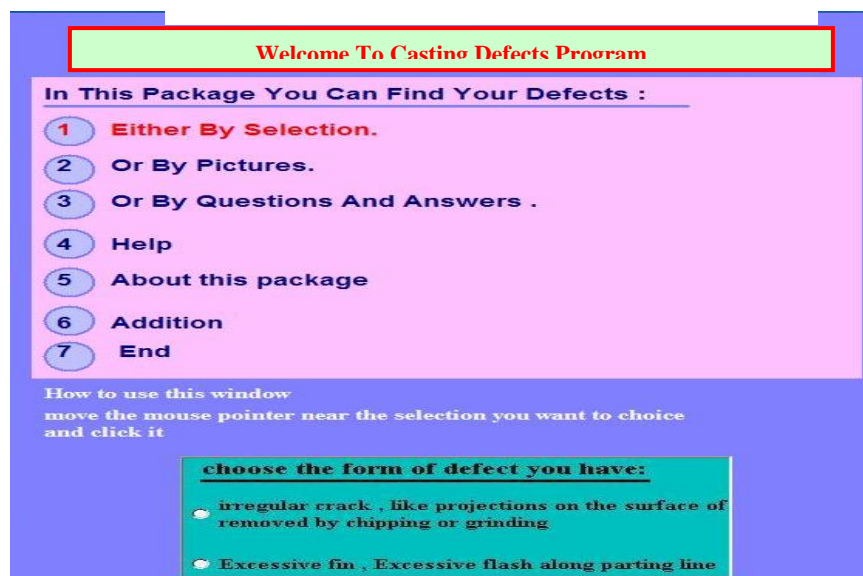 Welcome To Casting Defects Program
In This Package You Can Find Your Defects :
1 Either By Selection.
2 Or By Pictures.
3 Or By Questions And Answers .
4 Help
5 About this package
6 Addition
7 End
How to use this window
move the mouse pointer near the selection you want to choice
and click it
choose the form of defect you have:
irregular crack , like projections on the surface of
removed by chipping or grinding
Excessive fin , Excessive flash along parting line